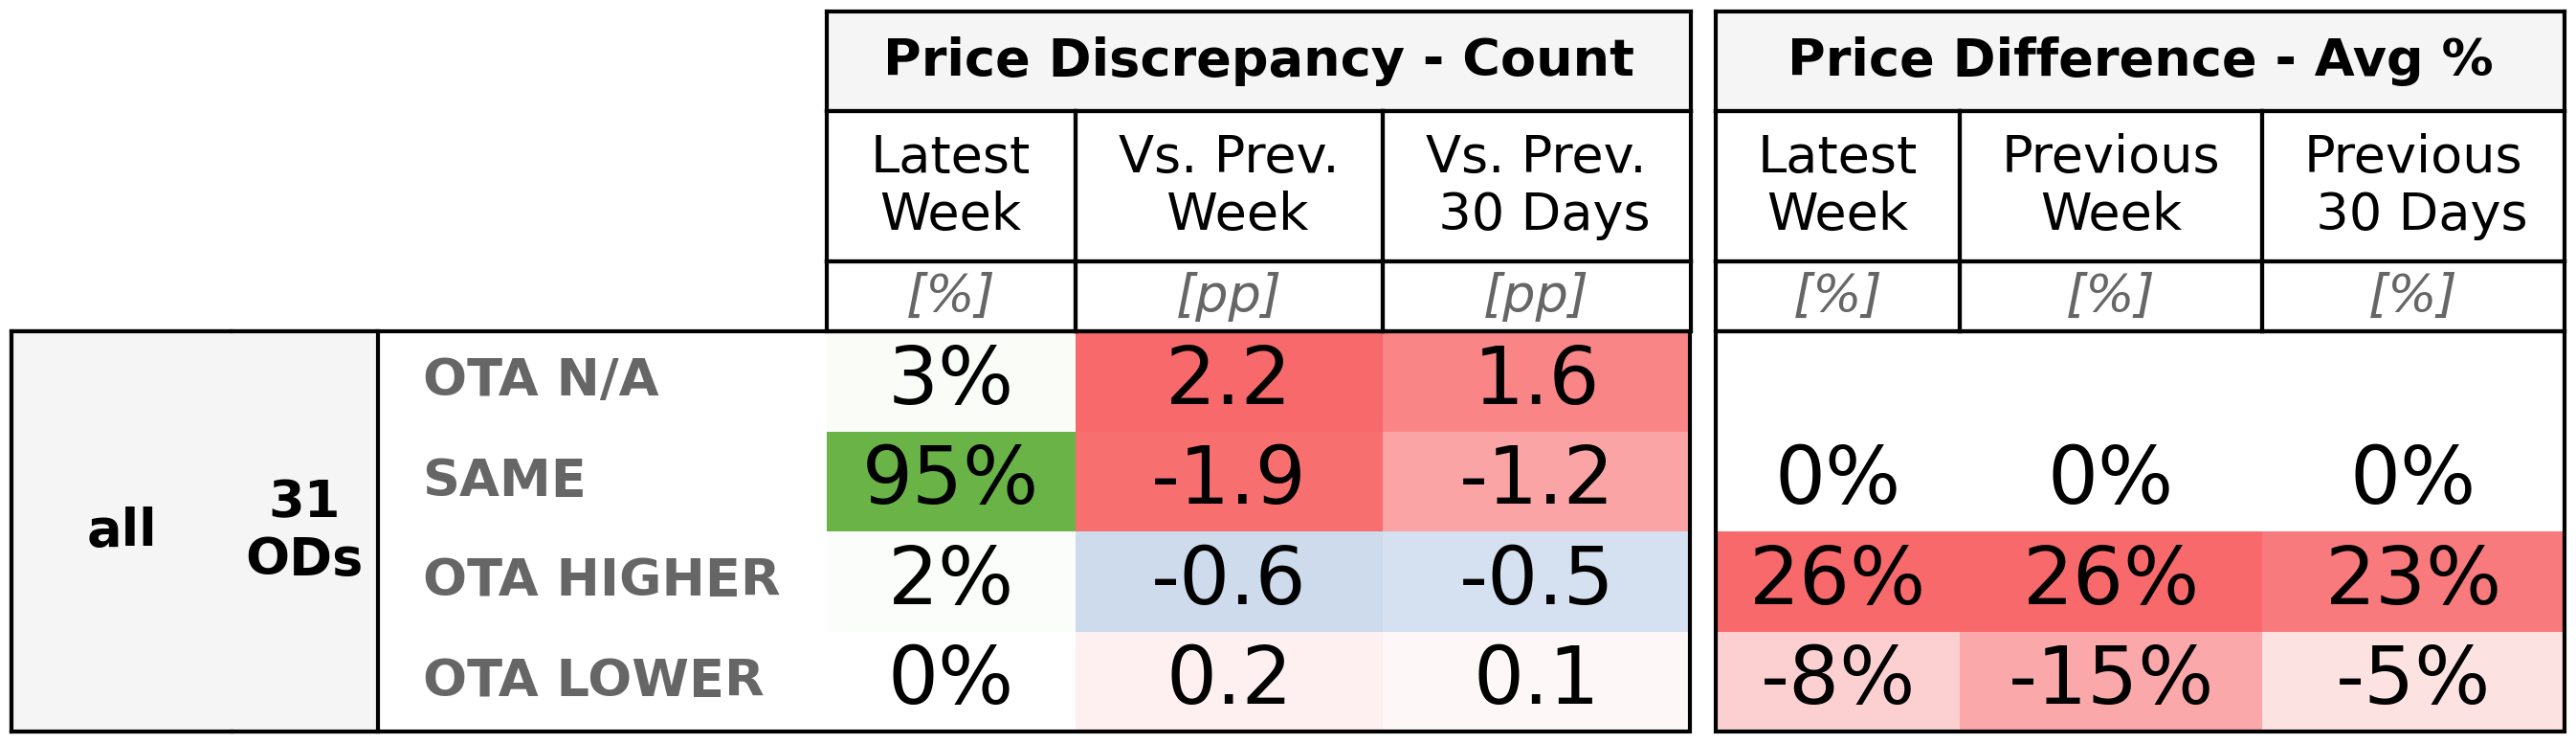 Price Discrepancy - Count
Price Difference - Avg %
Latest Week
Vs. Prev. Week
Vs. Prev. 30 Days
Latest Week
Previous Week
Previous 30 Days
[%] [pp] [pp] [%] [%] [%]
all
31 ODs
OTA N/A 3% 2.2 1.6
SAME 95% -1.9 -1.2 0% 0% 0%
OTA HIGHER 2% -0.6 -0.5 26% 26% 23%
OTA LOWER 0% 0.2 0.1 -8% -15% -5%